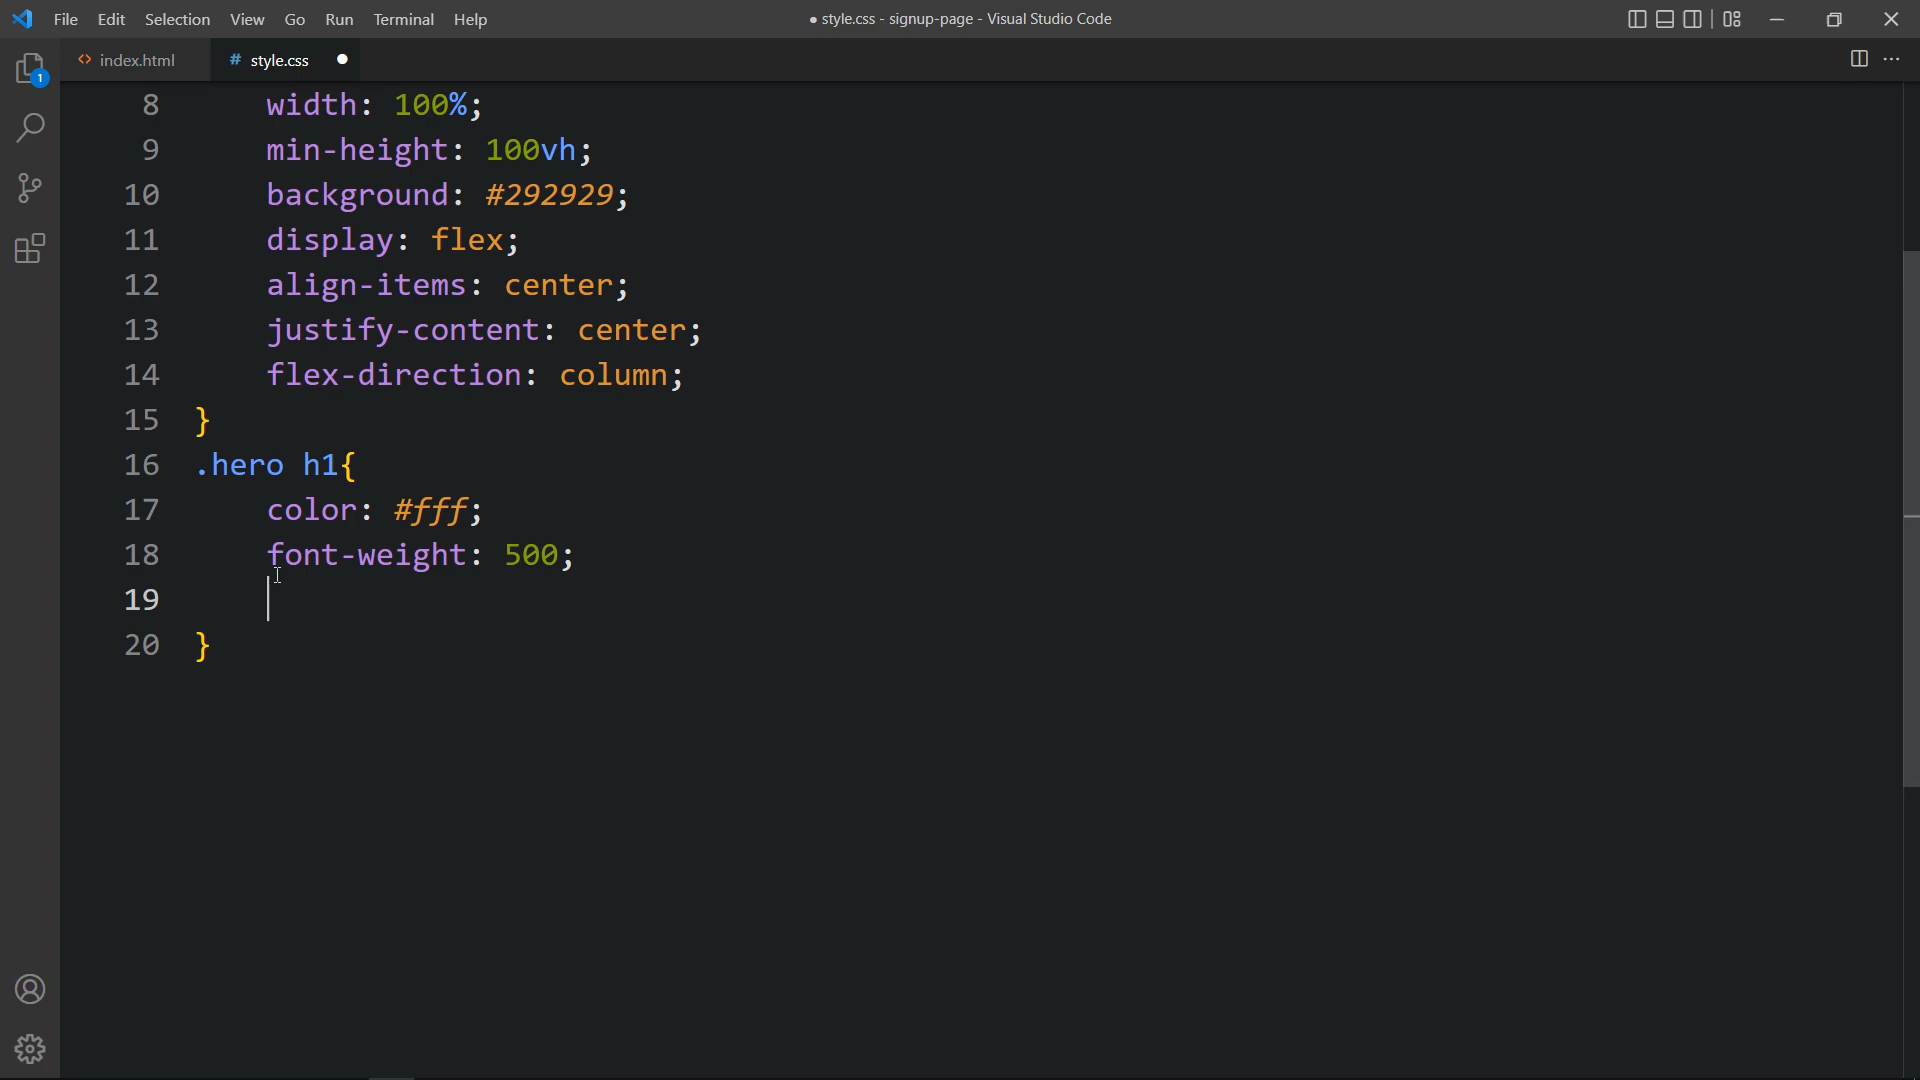 File Edit Selection View Go Run Terminal Help
● style.css - signup-page - Visual Studio Code
<> index.html
# style.css ●
1
8 width: 100%;
9 min-height: 100vh;
10 background: #292929;
11 display: flex;
12 align-items: center;
13 justify-content: center;
14 flex-direction: column;
15 }
16 .hero h1{
17 color: #fff;
18 font-weight: 500;
19
20 }